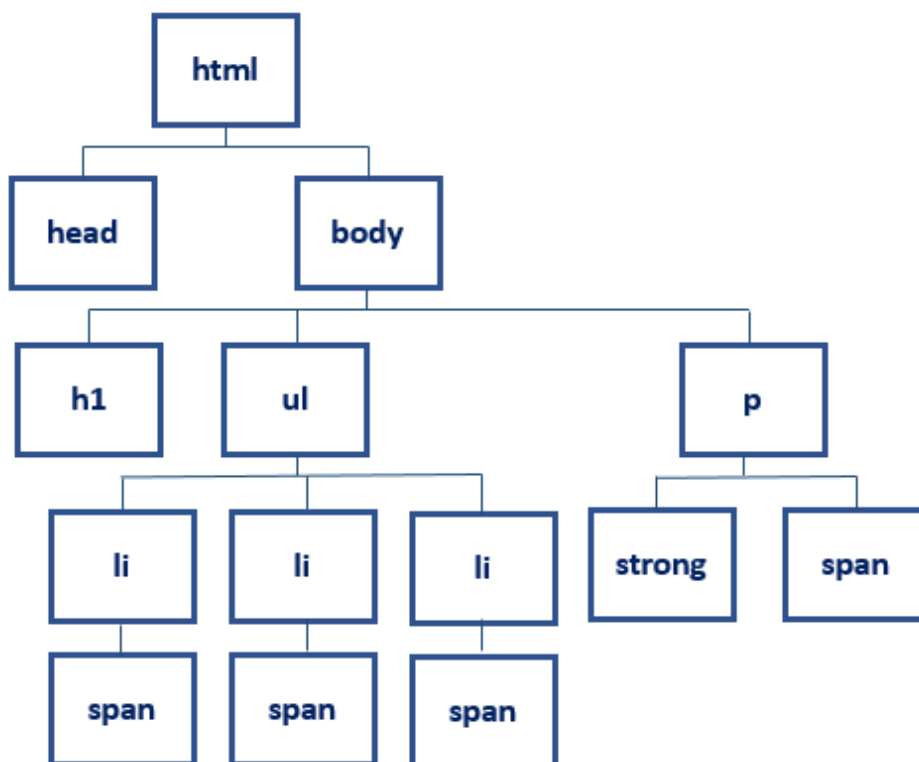 html
head body
h1 ul p
li li li strong span
span span span